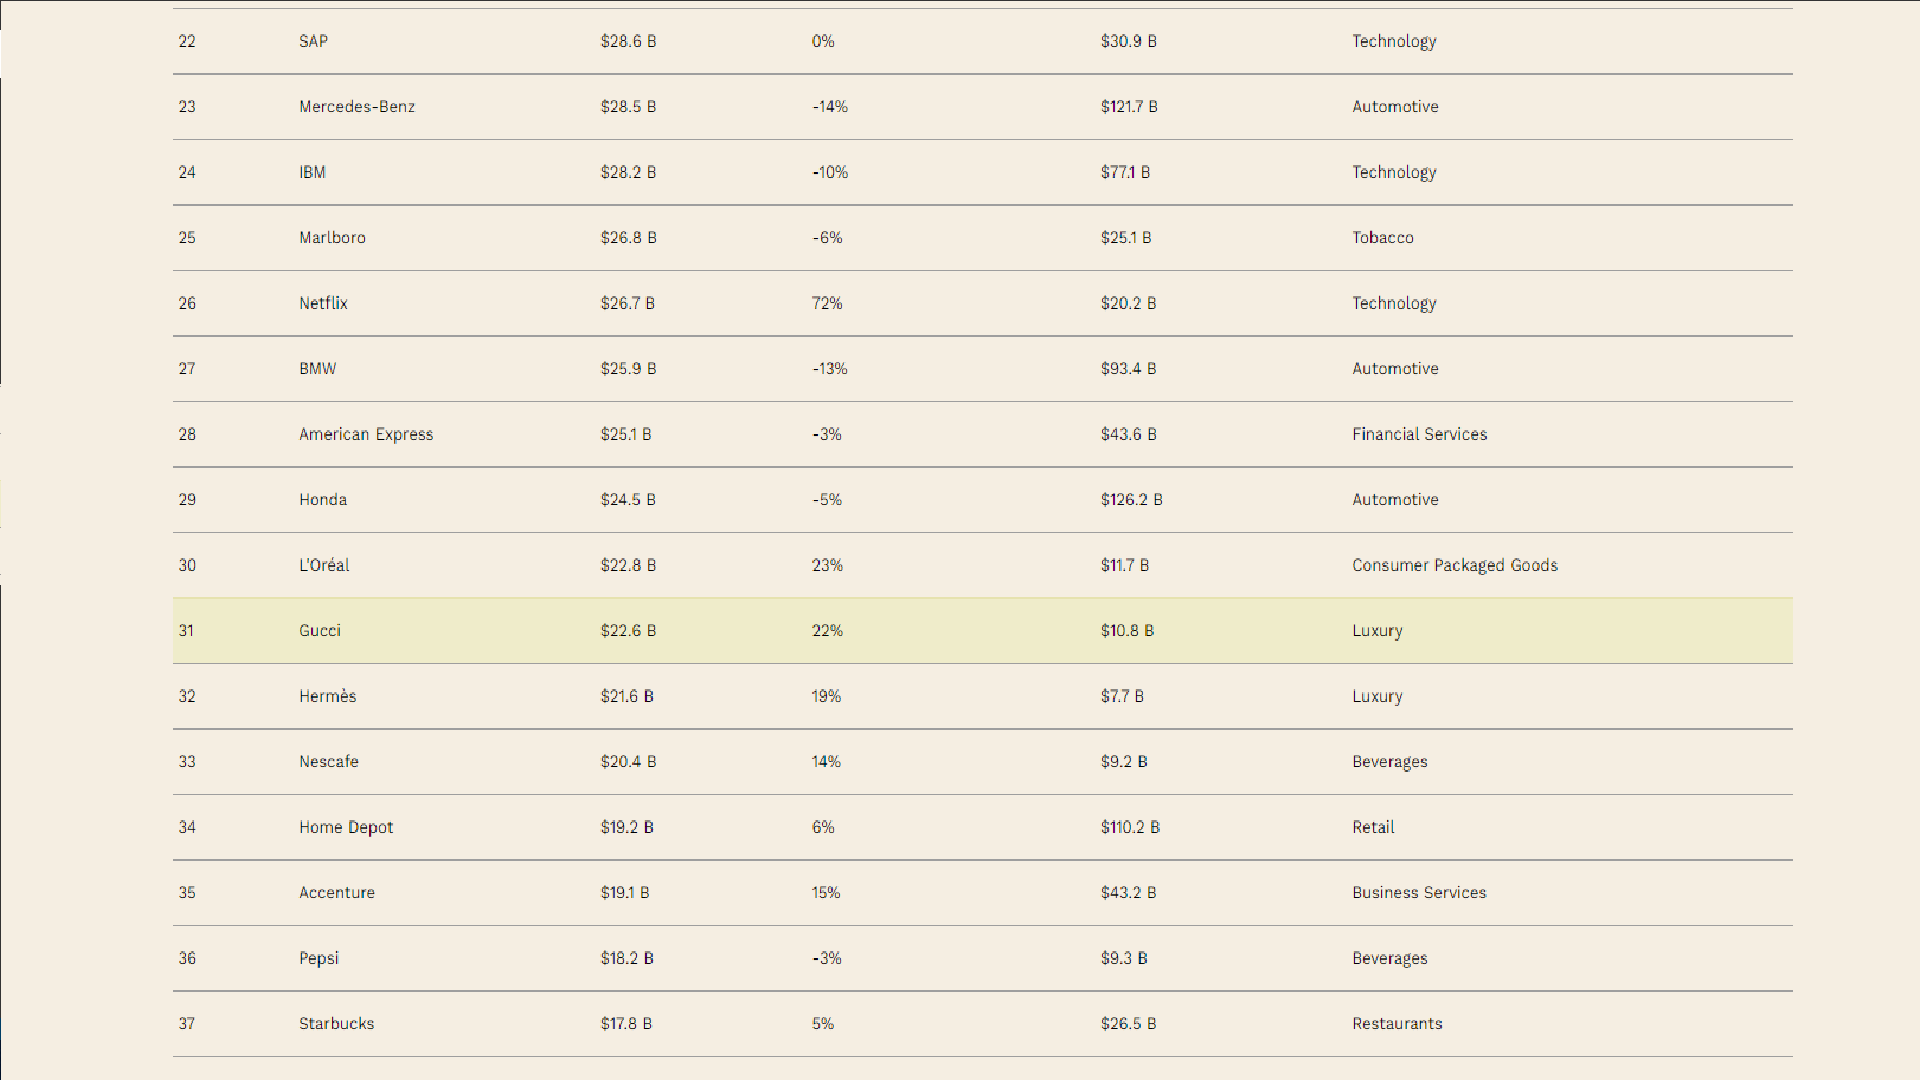 22 SAP $28.6 B 0% $30.9 B Technology
23 Mercedes-Benz $28.5 B -14% $121.7 B Automotive
24 IBM $28.2 B -10% $77.1 B Technology
25 Marlboro $26.8 B -6% $25.1 B Tobacco
26 Netflix $26.7 B 72% $20.2 B Technology
27 BMW $25.9 B -13% $93.4 B Automotive
28 American Express $25.1 B -3% $43.6 B Financial Services
29 Honda $24.5 B -5% $126.2 B Automotive
30 L'Oréal $22.8 B 23% $11.7 B Consumer Packaged Goods
31 Gucci $22.6 B 22% $10.8 B Luxury
32 Hermès $21.6 B 19% $7.7 B Luxury
33 Nescafe $20.4 B 14% $9.2 B Beverages
34 Home Depot $19.2 B 6% $110.2 B Retail
35 Accenture $19.1 B 15% $43.2 B Business Services
36 Pepsi $18.2 B -3% $9.3 B Beverages
37 Starbucks $17.8 B 5% $26.5 B Restaurants